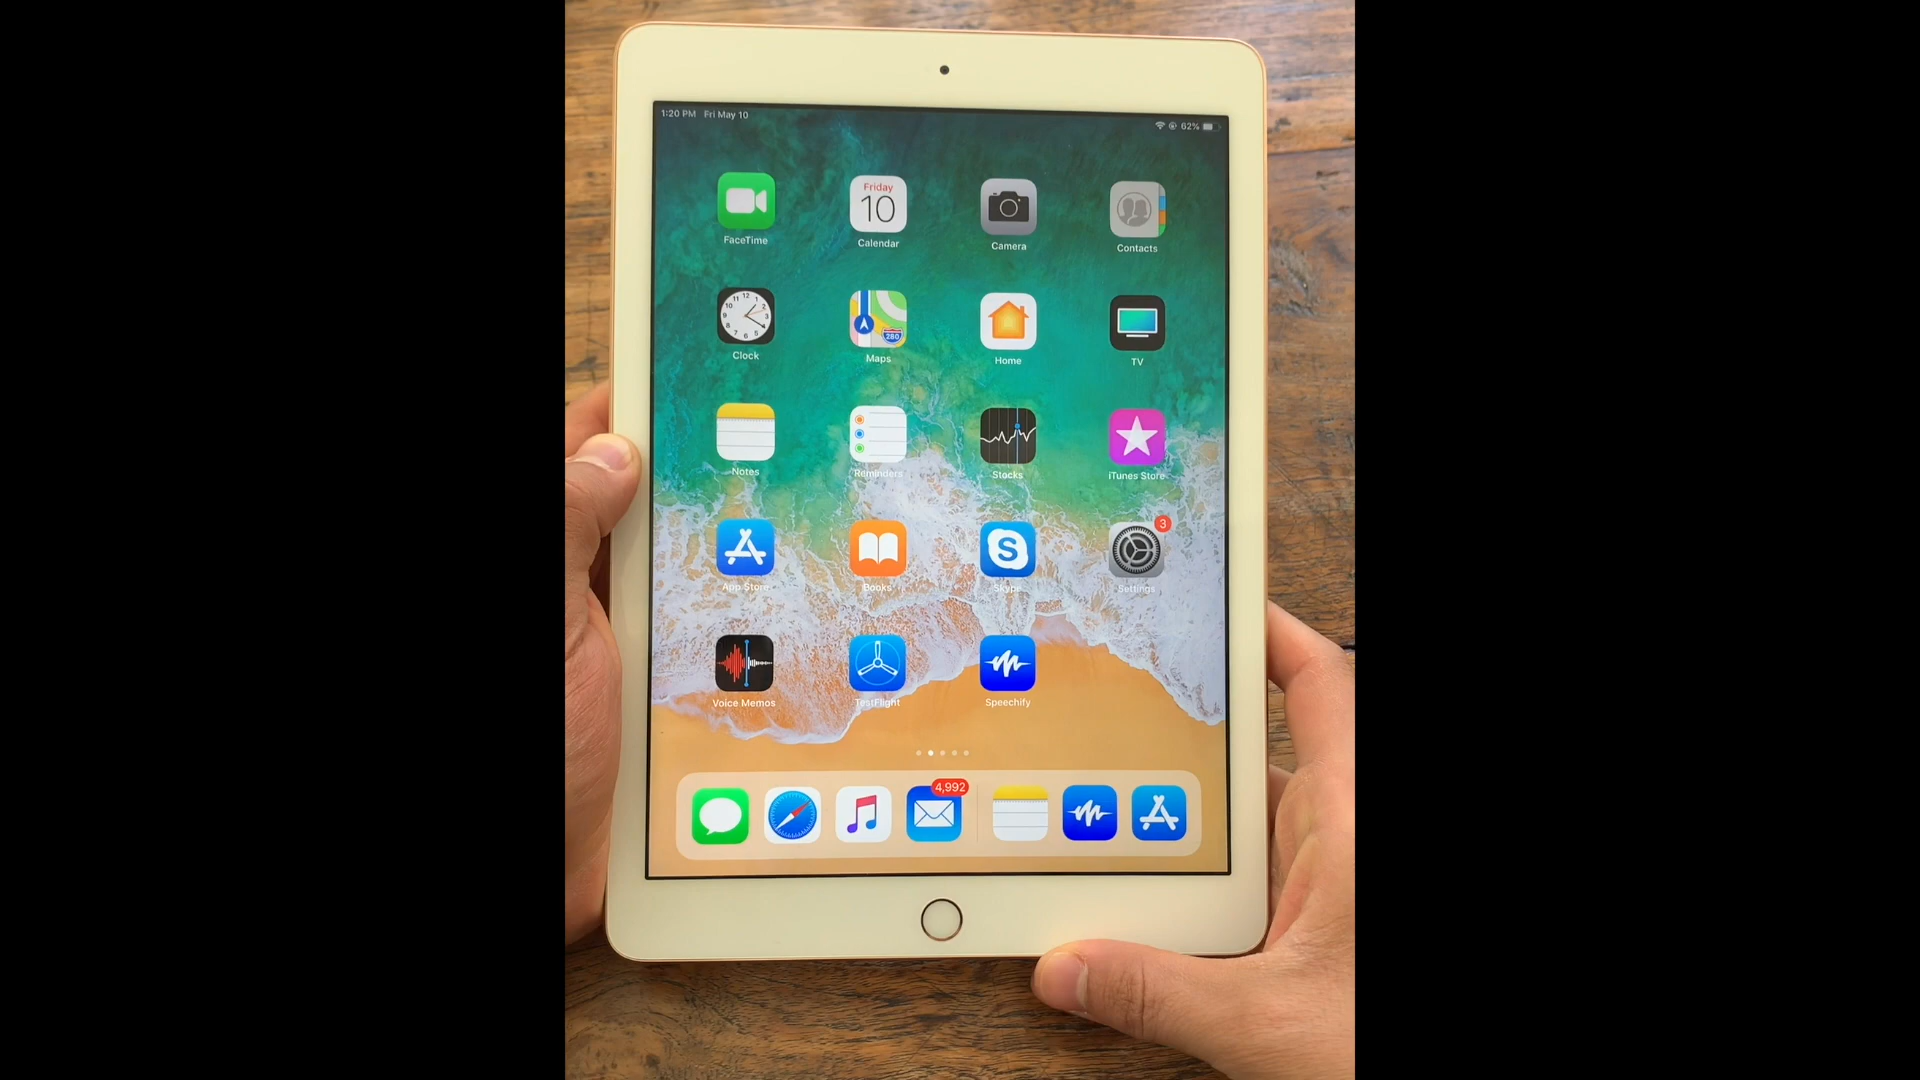 1:20 PM Fri May 10
62%
Friday
10
FaceTime
Calendar
Camera
Contacts
280
Clock
Maps
Home
TV
Notes
Reminders
Stocks
iTunes Store
3
App Store
Books
Skype
Settings
Voice Memos
TestFlight
Speechify
4,992